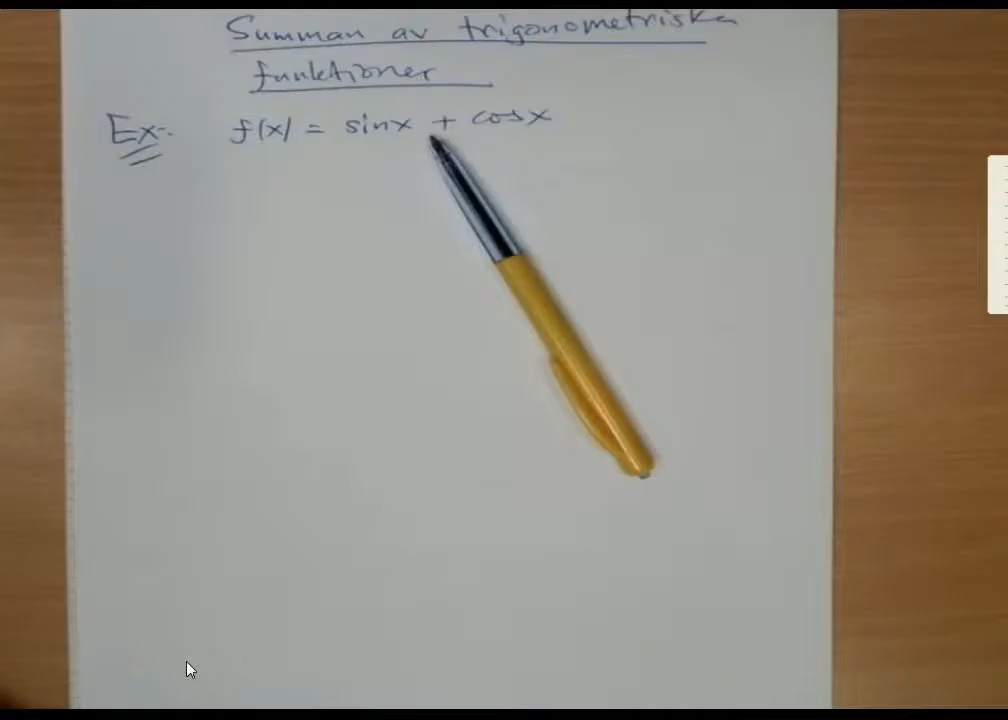 Summan av trigonometriska
funktioner
Ex:. f(x) = sinx + cosx